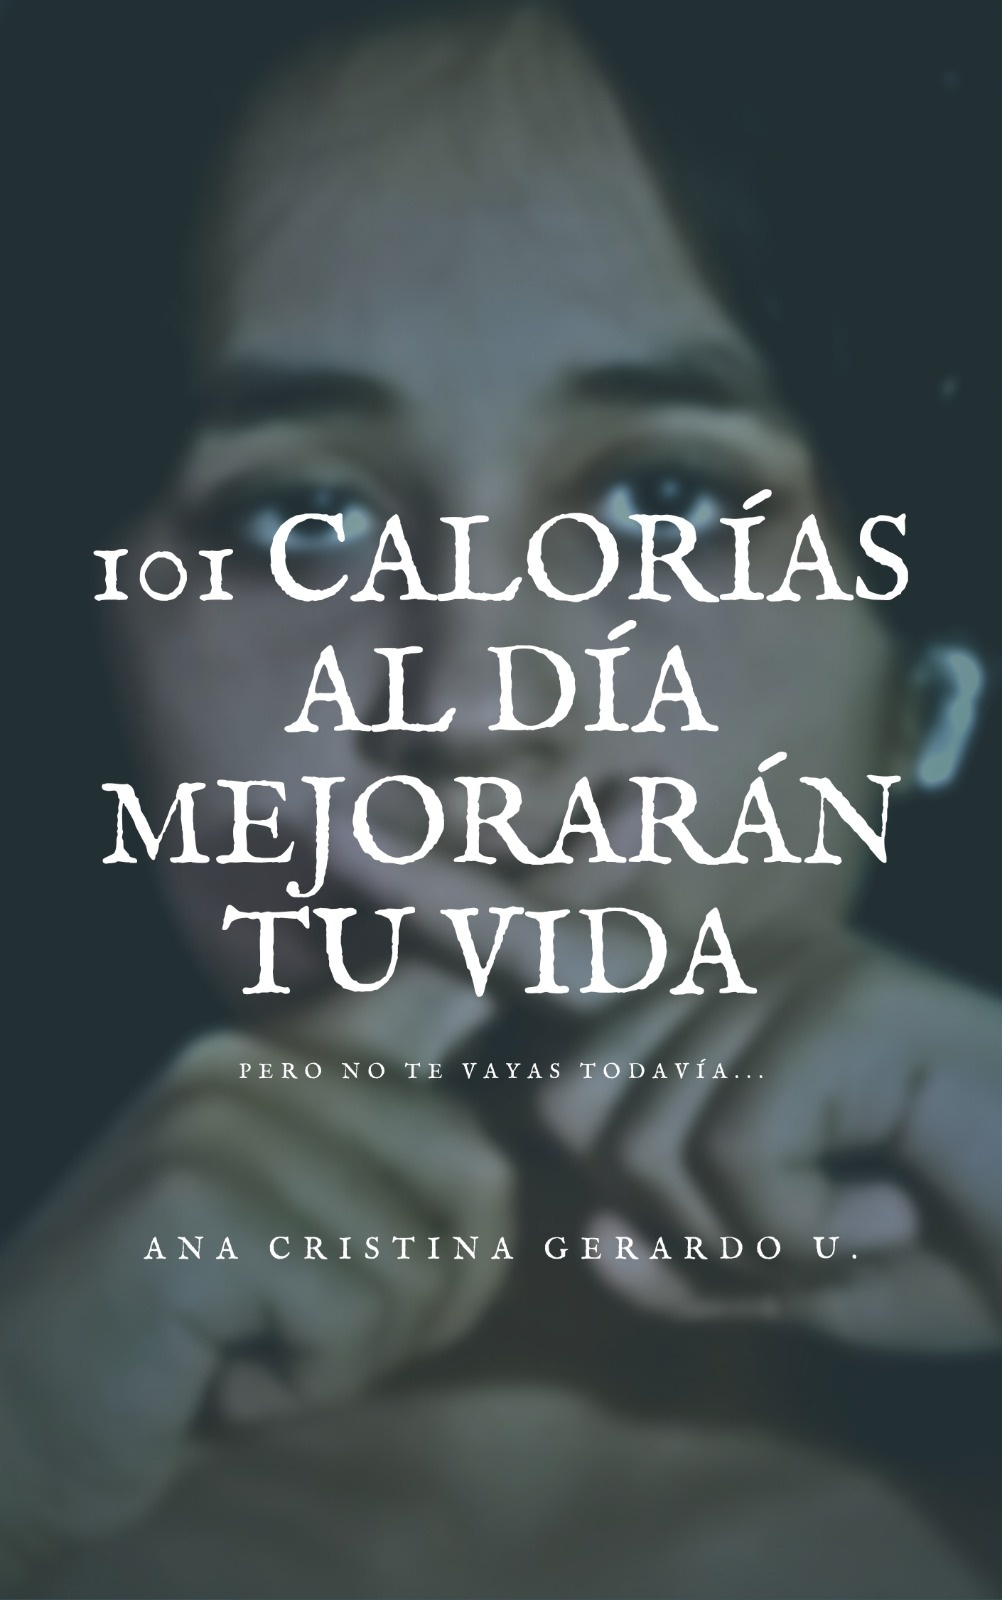 101 CALORÍAS
AL DÍA
MEJORARÁN
TU VIDA
PERO NO TE VAYAS TODAVÍA...
ANA CRISTINA GERARDO U.